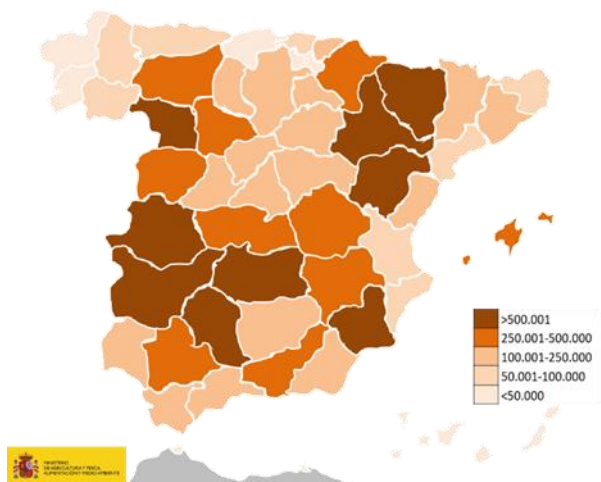 >500.001
250.001-500.000
100.001-250.000
50.001-100.000
<50.000
MINISTERIO
DE AGRICULTURA Y PESCA,
ALIMENTACIÓN Y MEDIO AMBIENTE